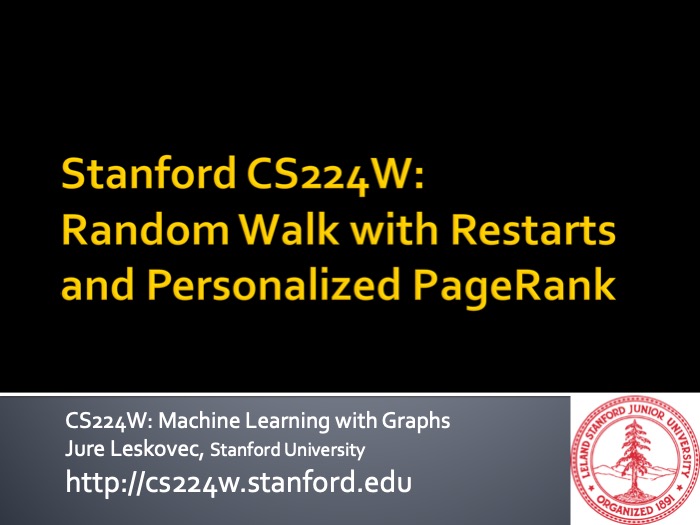 Stanford CS224W:
Random Walk with Restarts
and Personalized PageRank
CS224W: Machine Learning with Graphs
Jure Leskovec, Stanford University
http://cs224w.stanford.edu
LELAND STANFORD JUNIOR UNIVERSITY
ORGANIZED 1891